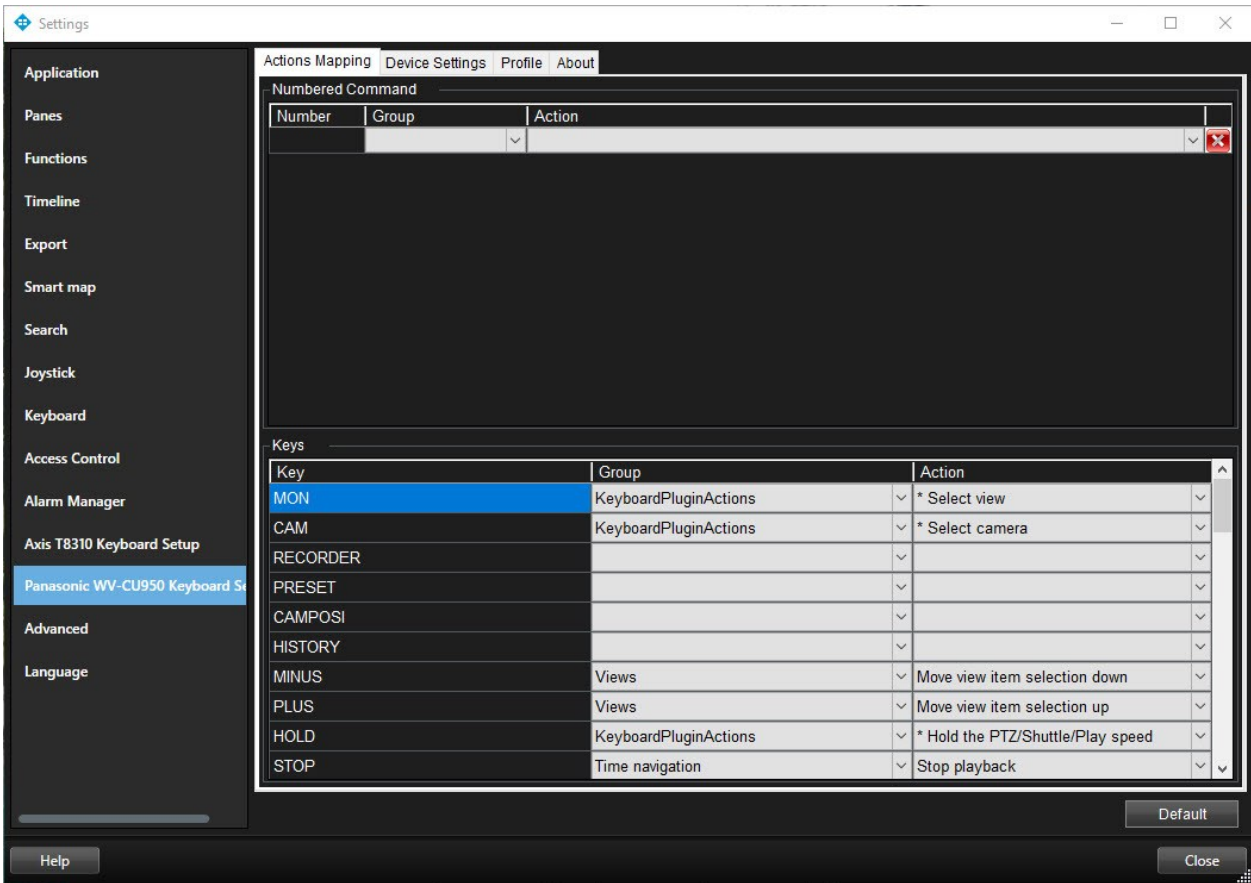 Settings
Application
Panes
Functions
Timeline
Export
Smart map
Search
Joystick
Keyboard
Access Control
Alarm Manager
Axis T8310 Keyboard Setup
Panasonic WV-CU950 Keyboard Se
Advanced
Language
Actions Mapping Device Settings Profile About
Numbered Command
Number Group Action
Keys
Key Group Action
MON KeyboardPluginActions * Select view
CAM KeyboardPluginActions * Select camera
RECORDER
PRESET
CAMPOSI
HISTORY
MINUS Views Move view item selection down
PLUS Views Move view item selection up
HOLD KeyboardPluginActions * Hold the PTZ/Shuttle/Play speed
STOP Time navigation Stop playback
Default
Help Close